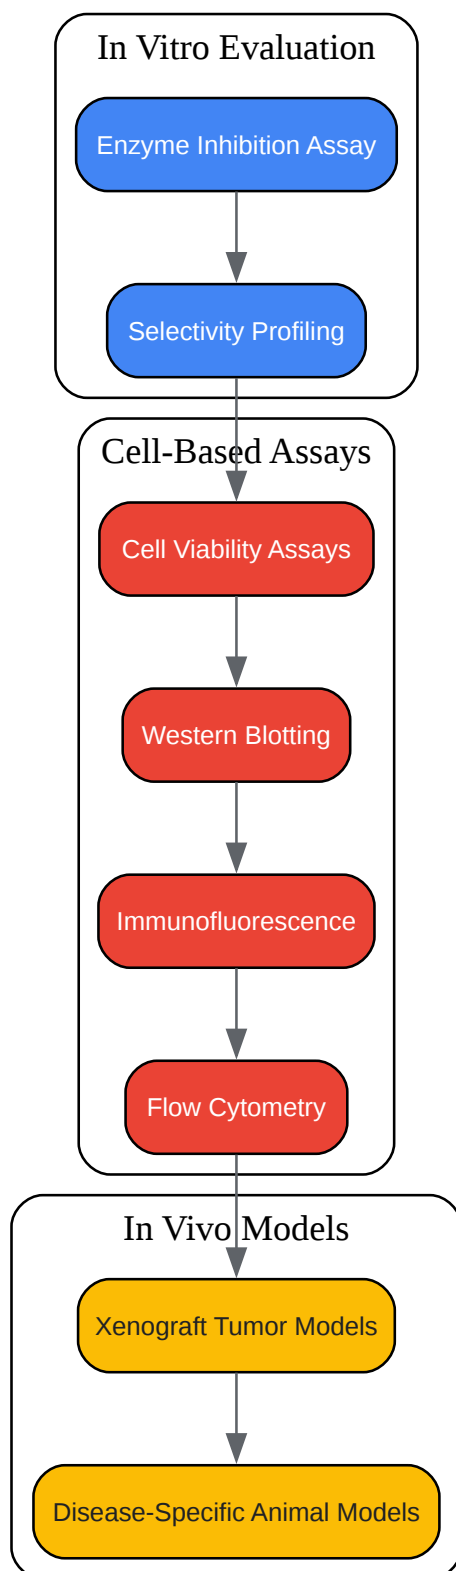 In Vitro Evaluation
Enzyme Inhibition Assay
Selectivity Profiling
Cell-Based Assays
Cell Viability Assays
Western Blotting
Immunofluorescence
Flow Cytometry
In Vivo Models
Xenograft Tumor Models
Disease-Specific Animal Models